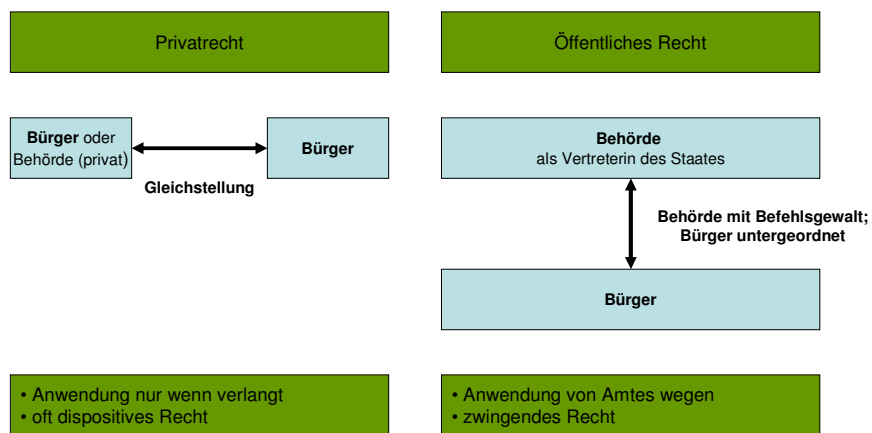 Privatrecht
Öffentliches Recht
Bürger oder
Behörde (privat)
Bürger
Gleichstellung
Behörde
als Vertreterin des Staates
Behörde mit Befehlsgewalt;
Bürger untergeordnet
Bürger
• Anwendung nur wenn verlangt
• oft dispositives Recht
• Anwendung von Amtes wegen
• zwingendes Recht